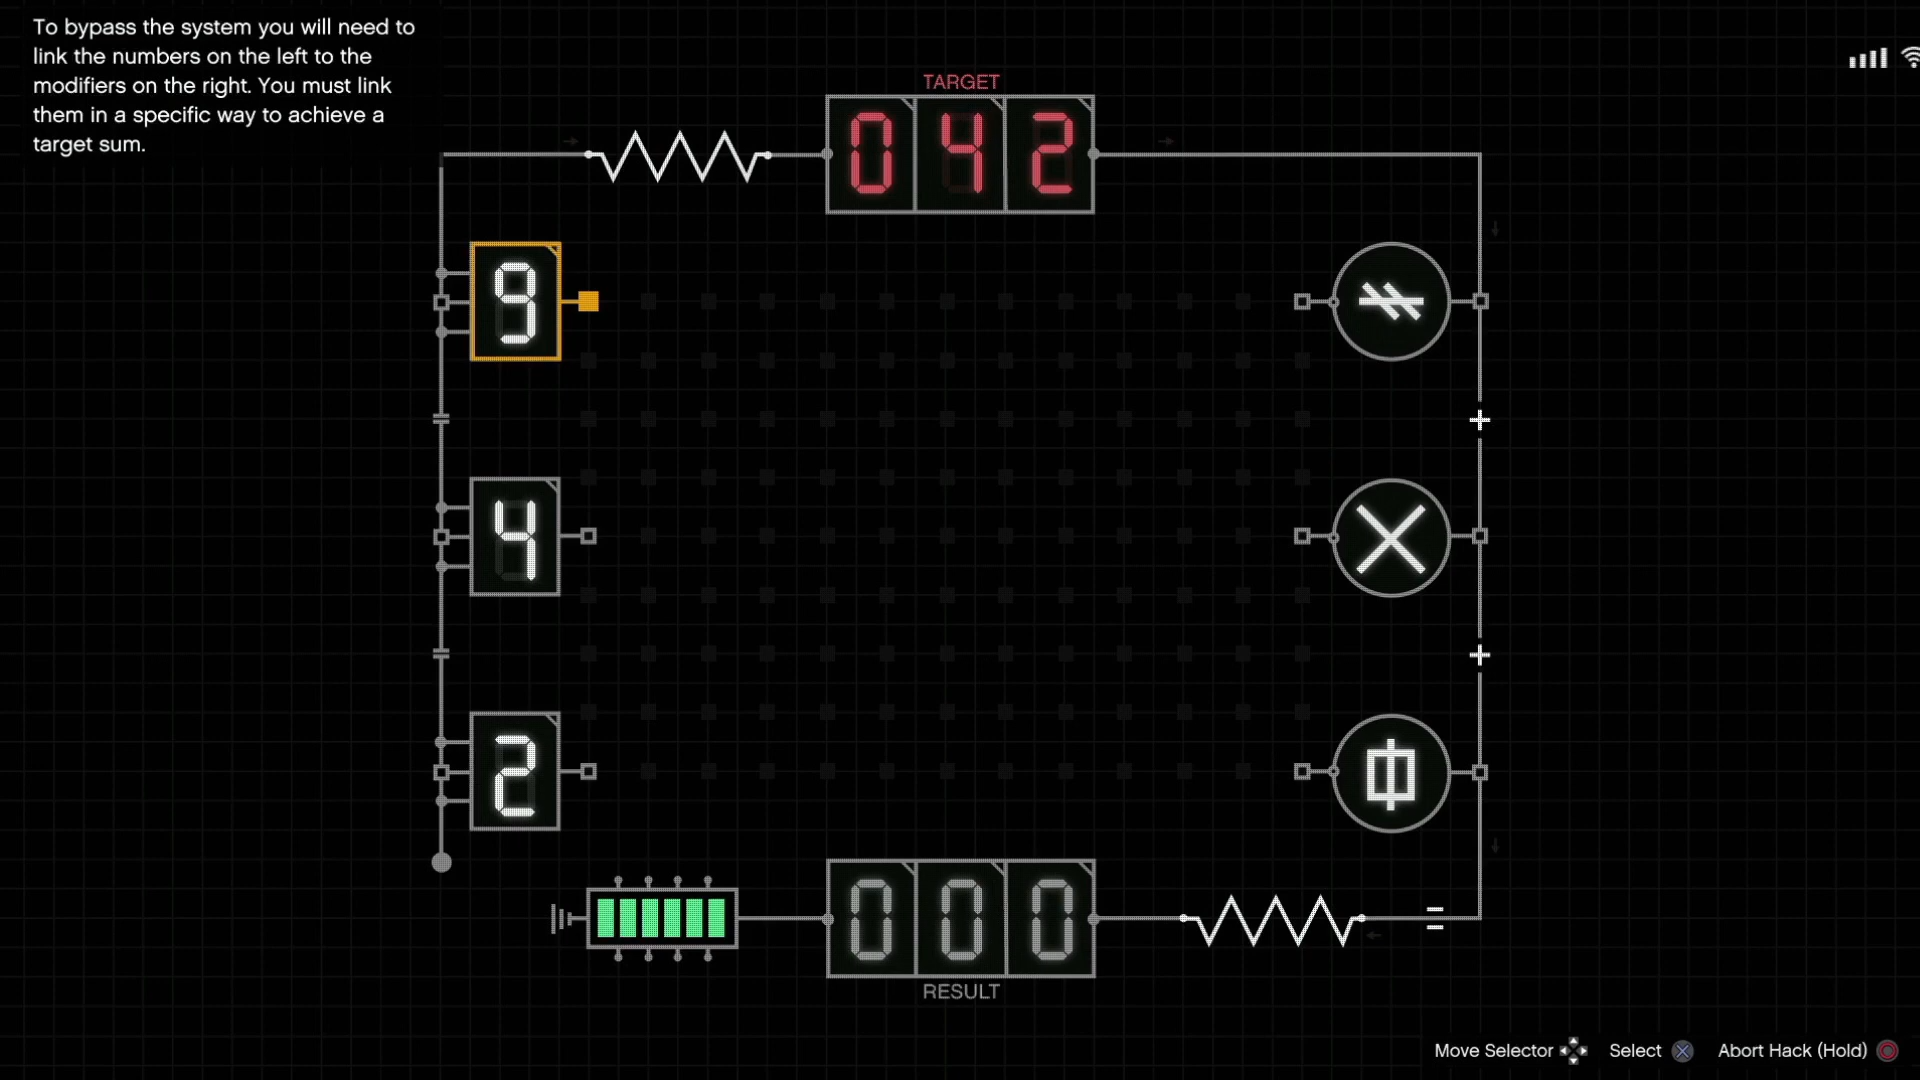 To bypass the system you will need to
link the numbers on the left to the
modifiers on the right. You must link
them in a specific way to achieve a
target sum.
TARGET
042
9
4
2
000
RESULT
Move Selector Select Abort Hack (Hold)